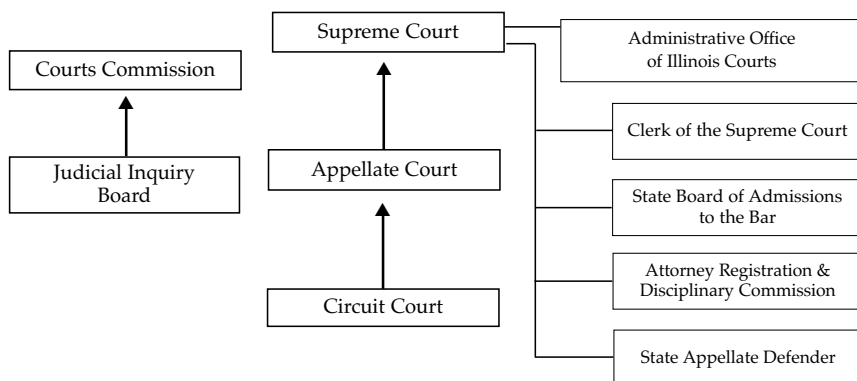 Supreme Court
Administrative Office
of Illinois Courts
Courts Commission
Clerk of the Supreme Court
Judicial Inquiry
Board
Appellate Court
State Board of Admissions
to the Bar
Attorney Registration &
Disciplinary Commission
Circuit Court
State Appellate Defender